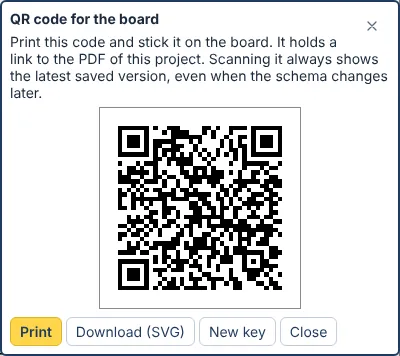 QR code for the board
Print this code and stick it on the board. It holds a
link to the PDF of this project. Scanning it always shows
the latest saved version, even when the schema changes
later.
Print
Download (SVG)
New key
Close